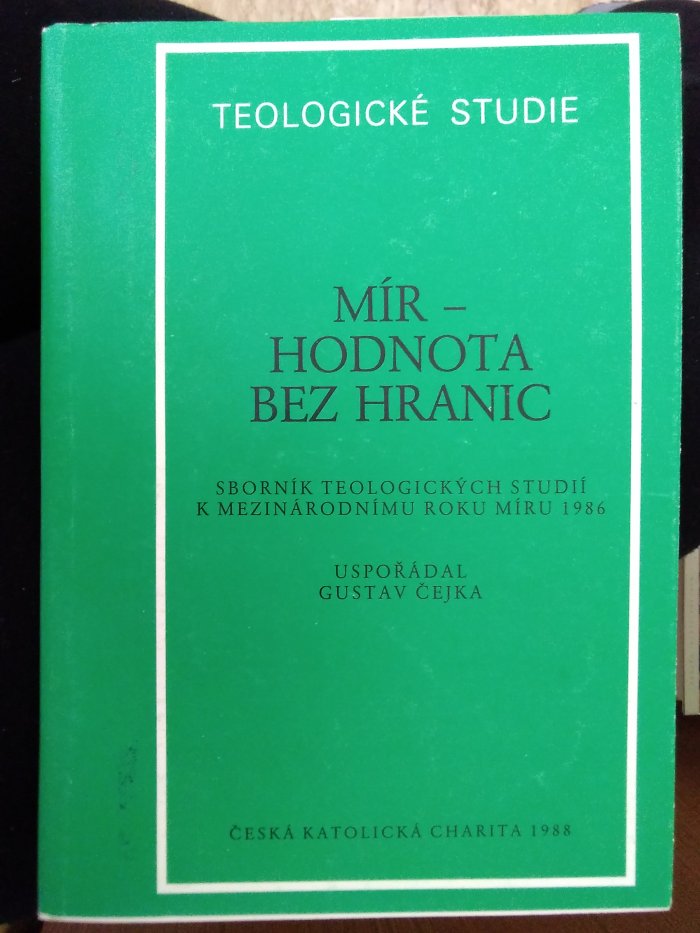 TEOLOGICKÉ STUDIE
MÍR –
HODNOTA
BEZ HRANIC
SBORNÍK TEOLOGICKÝCH STUDIÍ
K MEZINÁRODNÍMU ROKU MÍRU 1986
USPOŘÁDAL
GUSTAV ČEJKA
ČESKÁ KATOLICKÁ CHARITA 1988